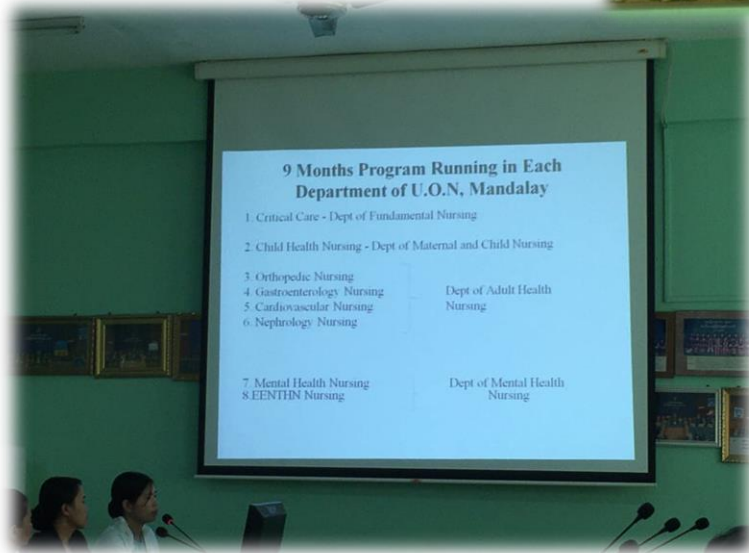 9 Months Program Running in Each
Department of U.O.N, Mandalay
1. Critical Care - Dept of Fundamental Nursing
2. Child Health Nursing - Dept of Maternal and Child Nursing
3. Orthopedic Nursing
4. Gastroenterology Nursing
5. Cardiovascular Nursing
6. Nephrology Nursing
Dept of Adult Health
Nursing
7. Mental Health Nursing
8.EENTHN Nursing
Dept of Mental Health
Nursing